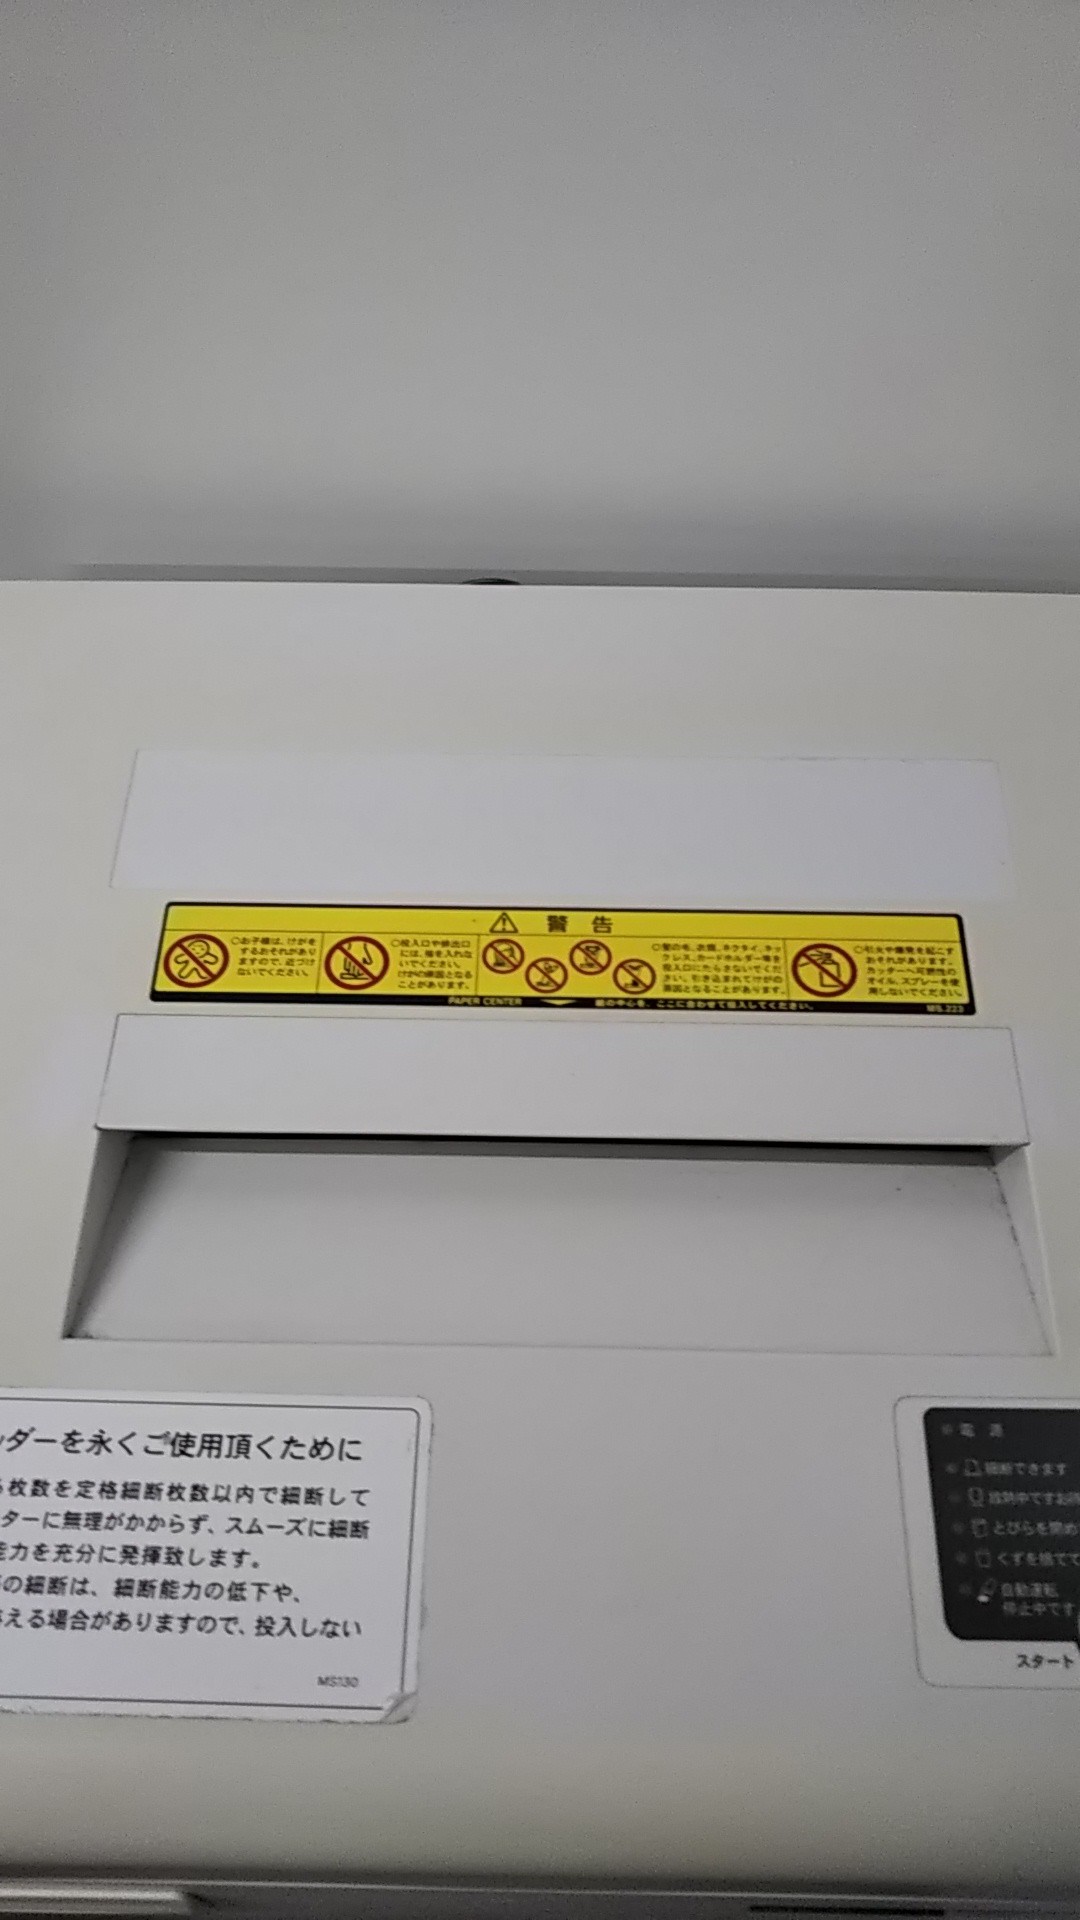 警告
○お子様は、けがを
するおそれがあり
ますので、近づけ
ないでください。
○投入口や排出口
には、指を入れな
いでください。
けがの原因となる
ことがあります。
○髪の毛、衣類、ネクタイ、ネッ
クレス、カードホルダー等を
投入口にたらさないでくだ
さい。引き込まれてけがの
原因となることがあります。
○引火や爆発を起こす
おそれがあります。
カッターへ可燃性の
オイル、スプレーを使
用しないでください。
PAPER CENTER 紙の中心を、ここに合わせて投入してください。
MS.223
ダーを永くご使用頂くために
枚数を定格細断枚数以内で細断して
ターに無理がかからず、スムーズに細断
能力を充分に発揮致します。
の細断は、細断能力の低下や、
える場合がありますので、投入しない
MS130
電源
細断できます
放熱中ですお待
とびらを閉め
くずを捨てて
自動運転
停止中です
スタート